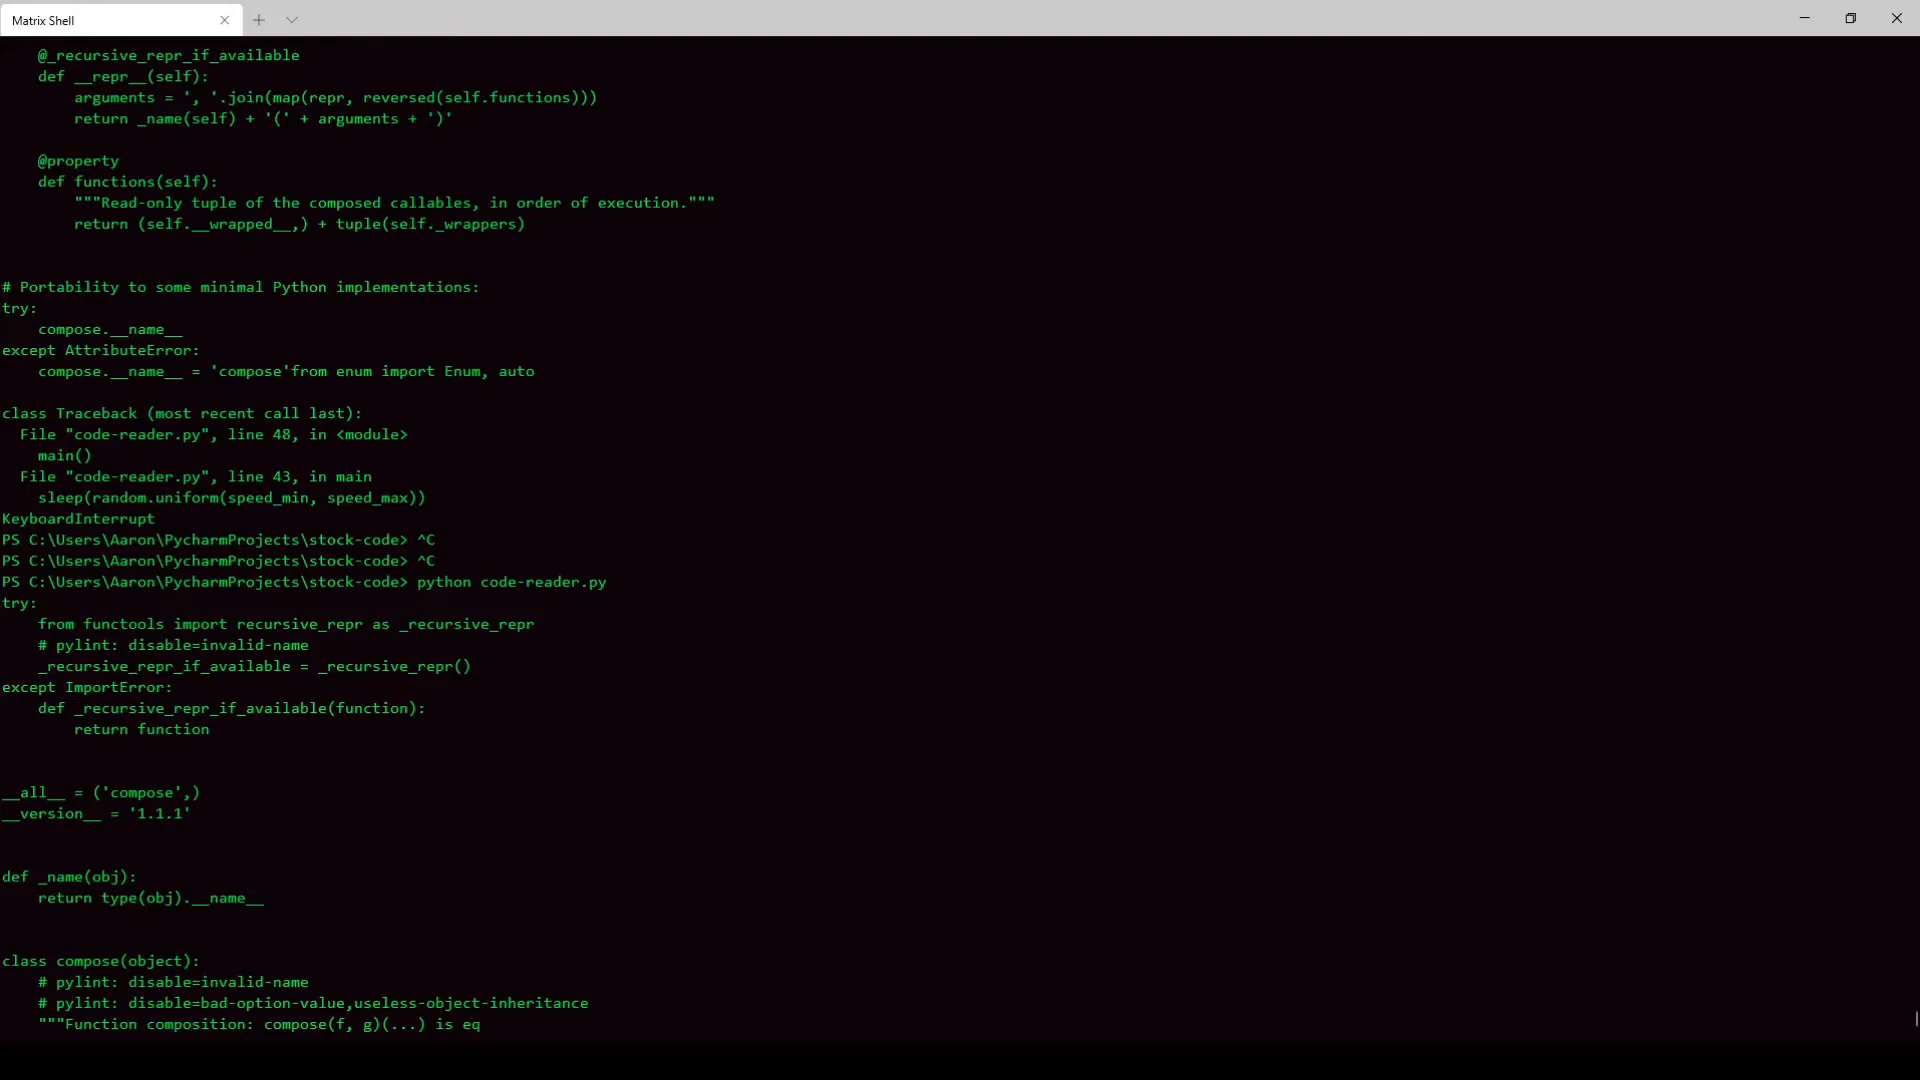 Matrix Shell
    @_recursive_repr_if_available
    def __repr__(self):
        arguments = ', '.join(map(repr, reversed(self.functions)))
        return _name(self) + '(' + arguments + ')'

    @property
    def functions(self):
        """Read-only tuple of the composed callables, in order of execution."""
        return (self.__wrapped__,) + tuple(self._wrappers)


# Portability to some minimal Python implementations:
try:
    compose.__name__
except AttributeError:
    compose.__name__ = 'compose'from enum import Enum, auto

class Traceback (most recent call last):
  File "code-reader.py", line 48, in <module>
    main()
  File "code-reader.py", line 43, in main
    sleep(random.uniform(speed_min, speed_max))
KeyboardInterrupt
PS C:\Users\Aaron\PycharmProjects\stock-code> ^C
PS C:\Users\Aaron\PycharmProjects\stock-code> ^C
PS C:\Users\Aaron\PycharmProjects\stock-code> python code-reader.py
try:
    from functools import recursive_repr as _recursive_repr
    # pylint: disable=invalid-name
    _recursive_repr_if_available = _recursive_repr()
except ImportError:
    def _recursive_repr_if_available(function):
        return function


__all__ = ('compose',)
__version__ = '1.1.1'


def _name(obj):
    return type(obj).__name__


class compose(object):
    # pylint: disable=invalid-name
    # pylint: disable=bad-option-value,useless-object-inheritance
    """Function composition: compose(f, g)(...) is eq